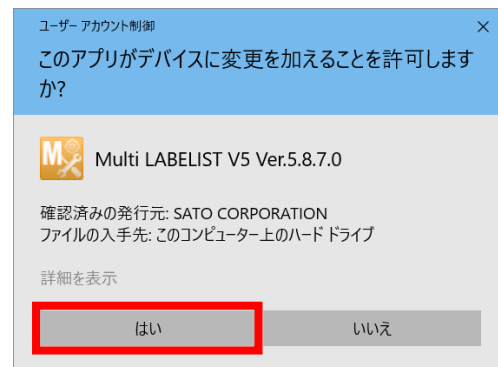 ユーザー アカウント制御
このアプリがデバイスに変更を加えることを許可します
か?
Multi LABELIST V5 Ver.5.8.7.0
確認済みの発行元: SATO CORPORATION
ファイルの入手先: このコンピューター上のハード ドライブ
詳細を表示
はい
いいえ